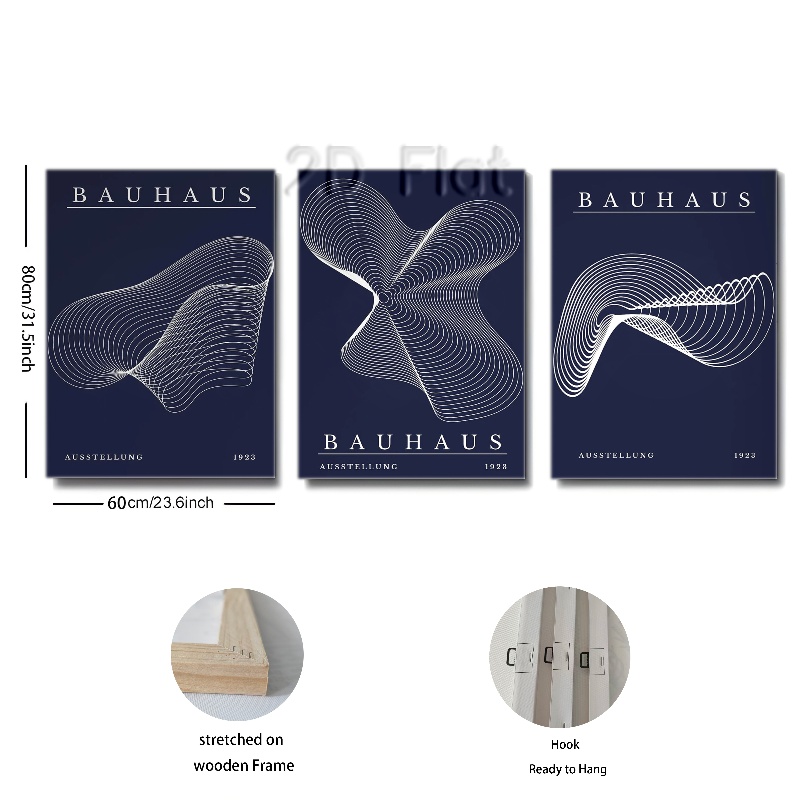 2D Flat
BAUHAUS
AUSSTELLUNG 1923
BAUHAUS
AUSSTELLUNG 1923
BAUHAUS
AUSSTELLUNG 1923
80cm/31.5inch
60cm/23.6inch
stretched on
wooden Frame
Hook
Ready to Hang